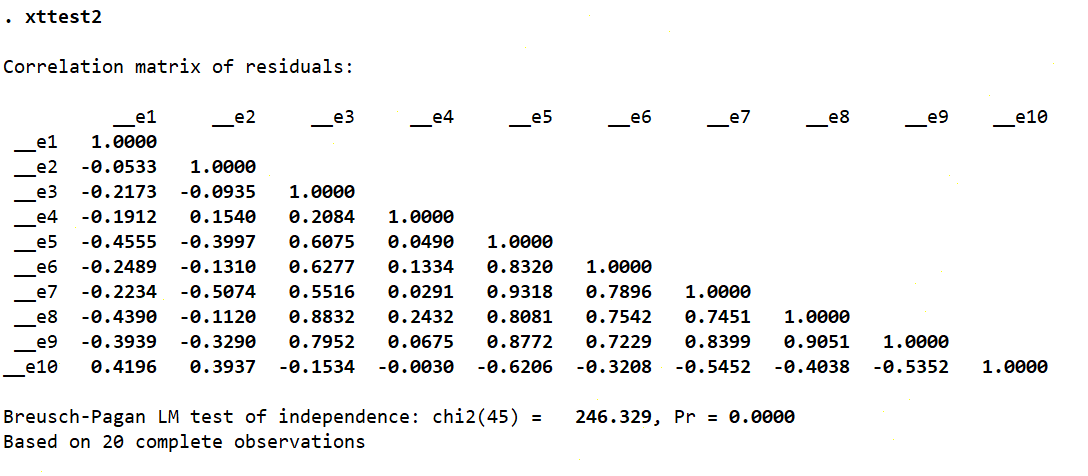 . xttest2
Correlation matrix of residuals:
__e1 __e2 __e3 __e4 __e5 __e6 __e7 __e8 __e9 __e10
__e1 1.0000
__e2 -0.0533 1.0000
__e3 -0.2173 -0.0935 1.0000
__e4 -0.1912 0.1540 0.2084 1.0000
__e5 -0.4555 -0.3997 0.6075 0.0490 1.0000
__e6 -0.2489 -0.1310 0.6277 0.1334 0.8320 1.0000
__e7 -0.2234 -0.5074 0.5516 0.0291 0.9318 0.7896 1.0000
__e8 -0.4390 -0.1120 0.8832 0.2432 0.8081 0.7542 0.7451 1.0000
__e9 -0.3939 -0.3290 0.7952 0.0675 0.8772 0.7229 0.8399 0.9051 1.0000
__e10 0.4196 0.3937 -0.1534 -0.0030 -0.6206 -0.3208 -0.5452 -0.4038 -0.5352 1.0000
Breusch-Pagan LM test of independence: chi2(45) = 246.329, Pr = 0.0000
Based on 20 complete observations